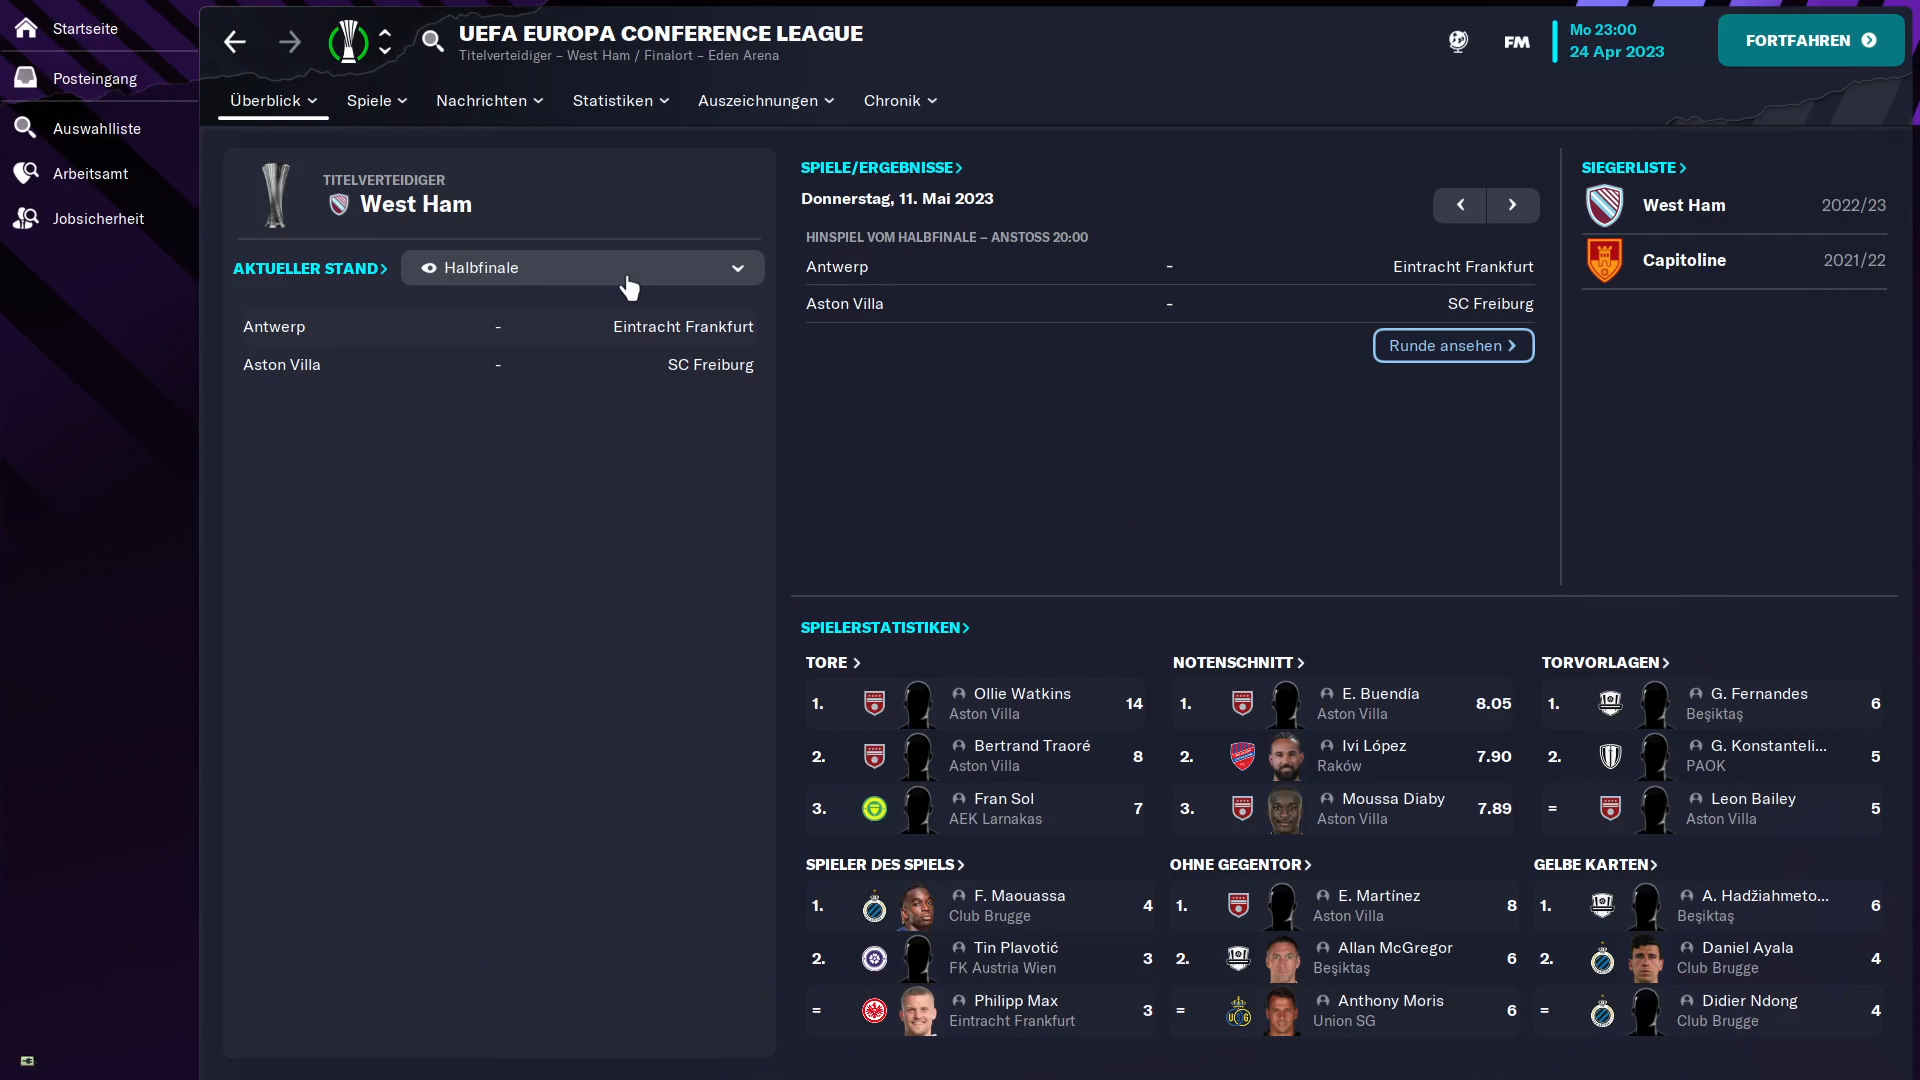 Startseite
Posteingang
Auswahlliste
Arbeitsamt
Jobsicherheit
UEFA EUROPA CONFERENCE LEAGUE
Titelverteidiger – West Ham / Finalort – Eden Arena
FM
Mo 23:00
24 Apr 2023
FORTFAHREN
Überblick Spiele Nachrichten Statistiken Auszeichnungen Chronik
TITELVERTEIDIGER
West Ham
AKTUELLER STAND
Halbfinale
Antwerp - Eintracht Frankfurt
Aston Villa - SC Freiburg
SPIELE/ERGEBNISSE
Donnerstag, 11. Mai 2023
HINSPIEL VOM HALBFINALE – ANSTOSS 20:00
Antwerp - Eintracht Frankfurt
Aston Villa - SC Freiburg
Runde ansehen
SIEGERLISTE
West Ham 2022/23
Capitoline 2021/22
SPIELERSTATISTIKEN
TORE
1. Ollie Watkins 14
Aston Villa
2. Bertrand Traoré 8
Aston Villa
3. Fran Sol 7
AEK Larnakas
NOTENSCHNITT
1. E. Buendía 8.05
Aston Villa
2. Ivi López 7.90
Raków
3. Moussa Diaby 7.89
Aston Villa
TORVORLAGEN
1. G. Fernandes 6
Beşiktaş
2. G. Konstanteli... 5
PAOK
= Leon Bailey 5
Aston Villa
SPIELER DES SPIELS
1. F. Maouassa 4
Club Brugge
2. Tin Plavotić 3
FK Austria Wien
= Philipp Max 3
Eintracht Frankfurt
OHNE GEGENTOR
1. E. Martínez 8
Aston Villa
2. Allan McGregor 6
Beşiktaş
= Anthony Moris 6
Union SG
GELBE KARTEN
1. A. Hadžiahmeto... 6
Beşiktaş
2. Daniel Ayala 4
Club Brugge
= Didier Ndong 4
Club Brugge